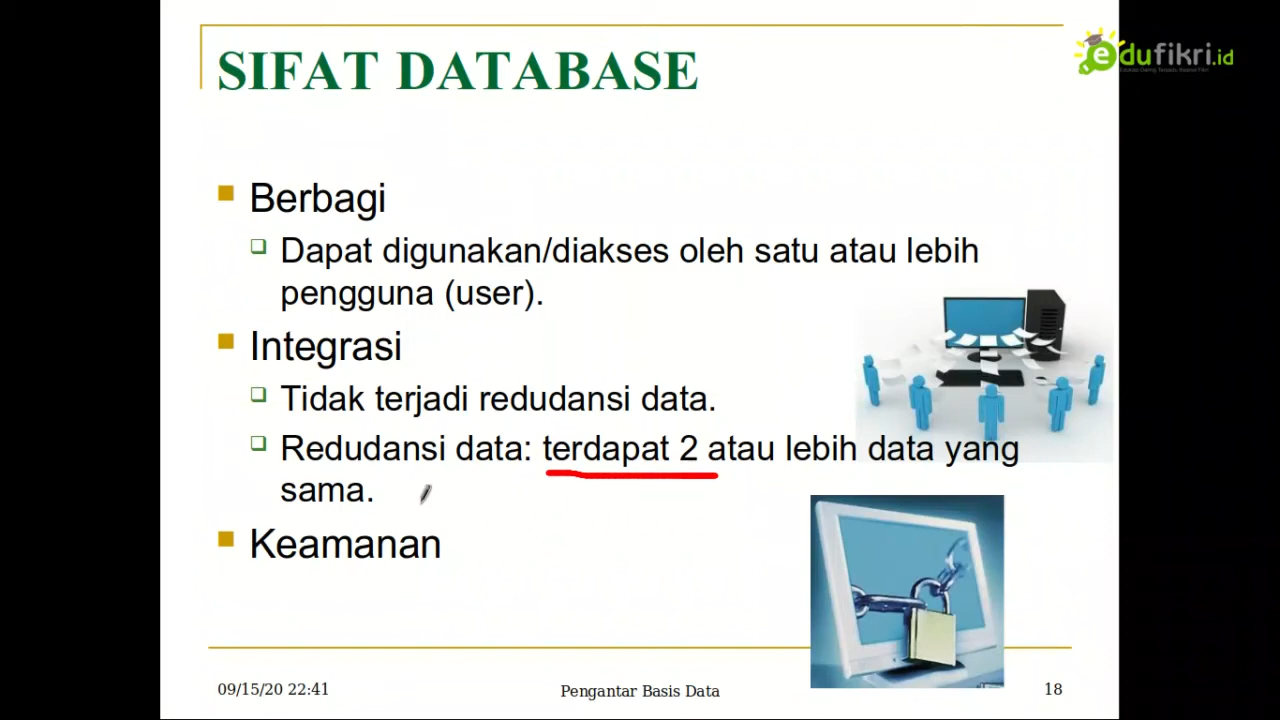 SIFAT DATABASE
edufikri.id
Berbagi
Dapat digunakan/diakses oleh satu atau lebih
pengguna (user).
Integrasi
Tidak terjadi redudansi data.
Redudansi data: terdapat 2 atau lebih data yang
sama.
Keamanan
09/15/20 22:41
Pengantar Basis Data
18